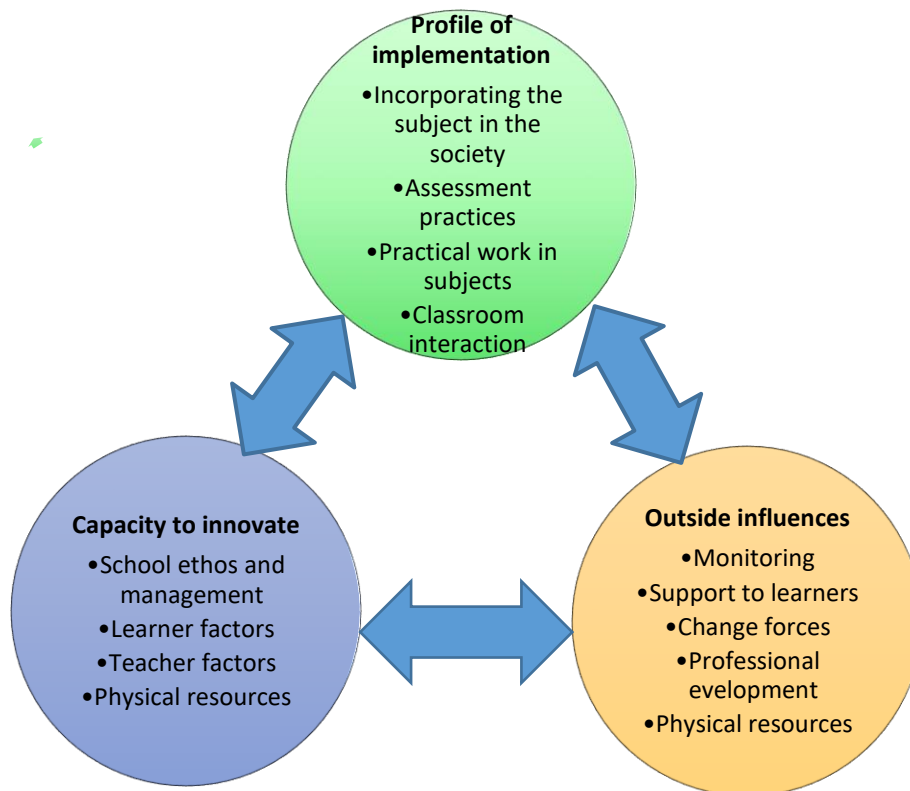 Profile of
implementation
•Incorporating the
subject in the
society
•Assessment
practices
•Practical work in
subjects
•Classroom
interaction
Capacity to innovate
•School ethos and
management
•Learner factors
•Teacher factors
•Physical resources
Outside influences
•Monitoring
•Support to learners
•Change forces
•Professional
evelopment
•Physical resources